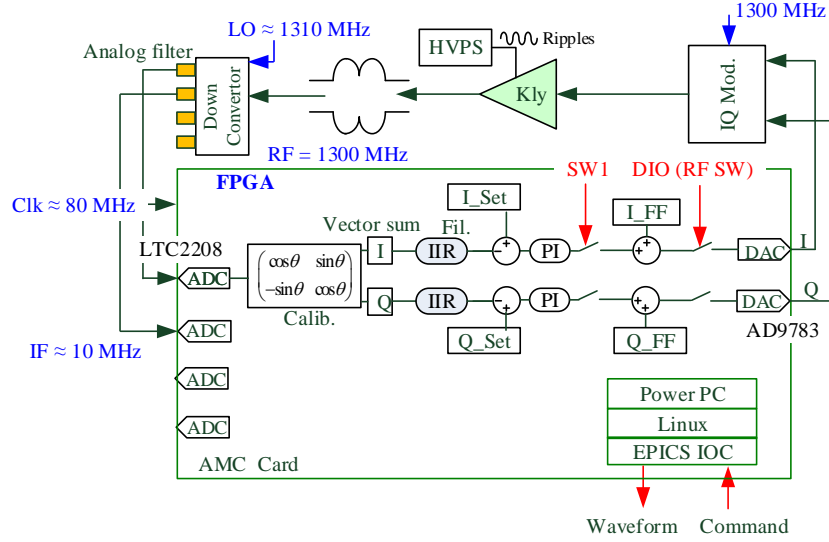 1300 MHz
LO ≈ 1310 MHz
HVPS
Ripples
Analog filter
Down
Convertor
Kly
IQ Mod.
RF = 1300 MHz
FPGA
SW1
DIO (RF SW)
Clk ≈ 80 MHz
I_Set
I_FF
Vector sum
Fil.
LTC2208
ADC
cosθ sinθ
−sinθ cosθ
I
IIR
+
−
PI
+
DAC
I
Q
IIR
−
+
PI
+
DAC
Q
Calib.
ADC
Q_Set
Q_FF
AD9783
IF ≈ 10 MHz
ADC
Power PC
Linux
ADC
EPICS IOC
AMC Card
Waveform
Command